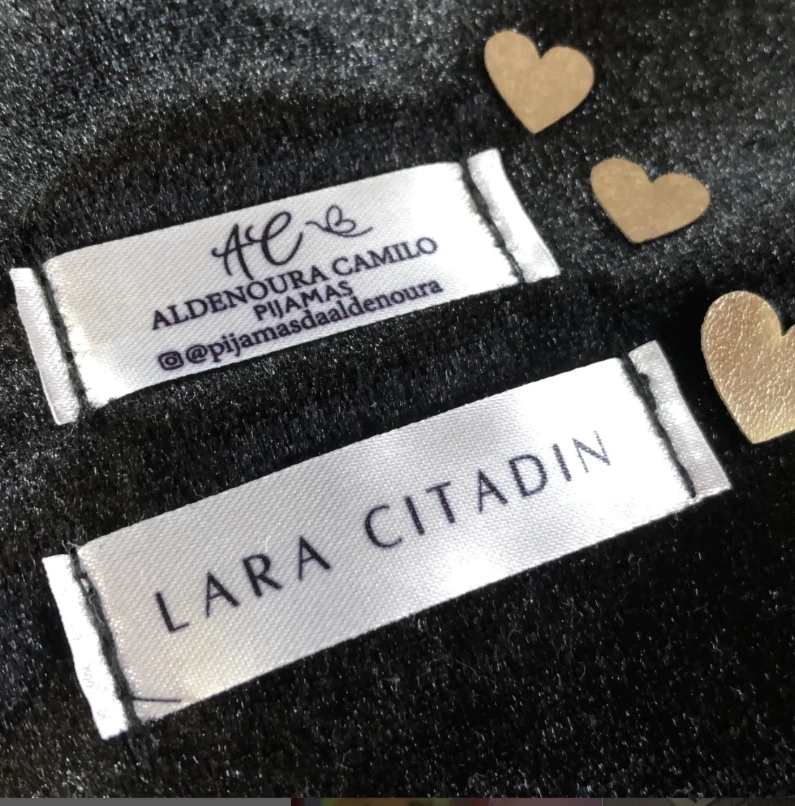 AC
ALDENOURA CAMILO
PIJAMAS
@pijamasdaaldenoura
LARA CITADIN